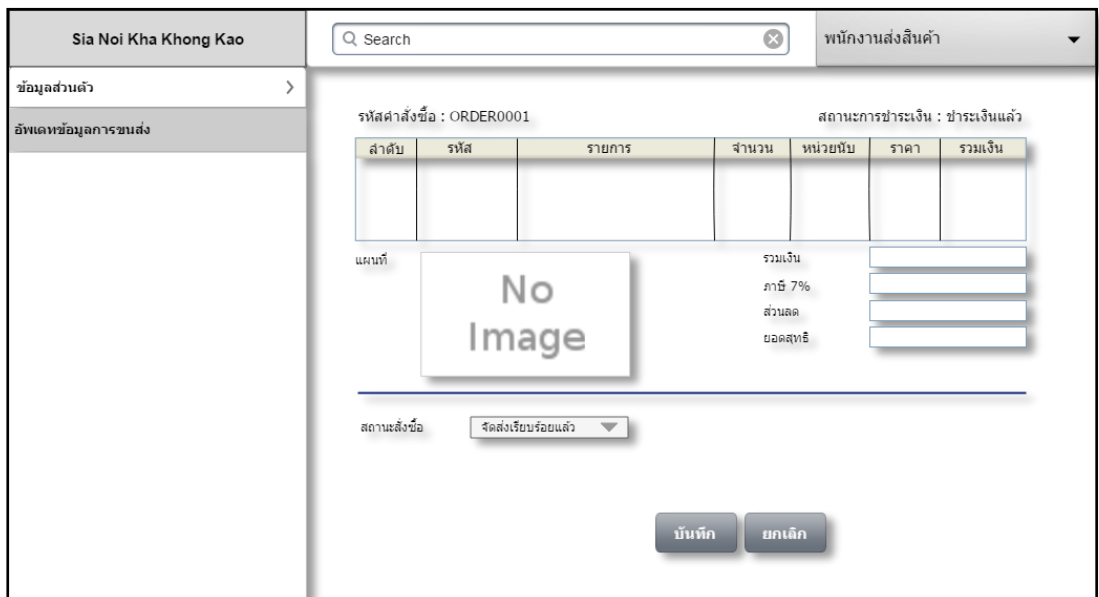 Sia Noi Kha Khong Kao
Search
พนักงานส่งสินค้า
ข้อมูลส่วนตัว
อัพเดทข้อมูลการขนส่ง
รหัสคำสั่งซื้อ : ORDER0001
สถานะการชำระเงิน : ชำระเงินแล้ว
ลำดับ รหัส รายการ จำนวน หน่วยนับ ราคา รวมเงิน
แผนที่
No
Image
รวมเงิน
ภาษี 7%
ส่วนลด
ยอดสุทธิ
สถานะสั่งซื้อ
จัดส่งเรียบร้อยแล้ว
บันทึก
ยกเลิก